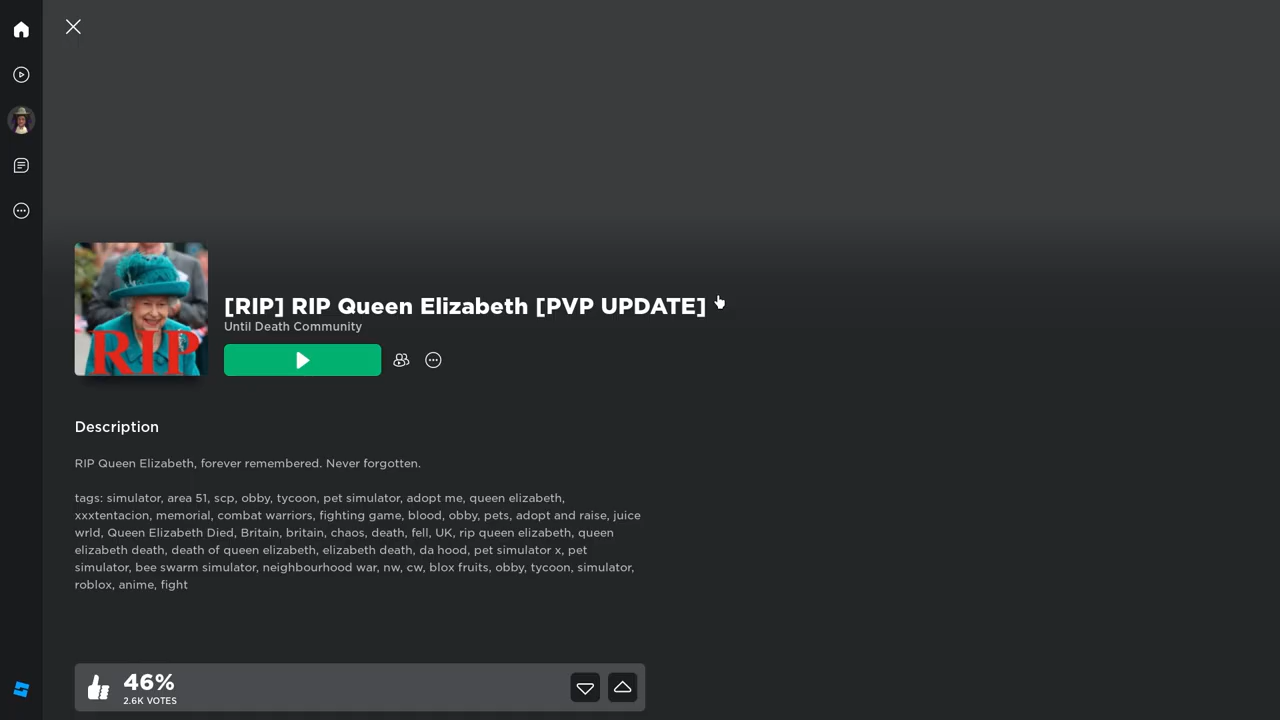 [RIP] RIP Queen Elizabeth [PVP UPDATE]
Until Death Community
RIP
Description
RIP Queen Elizabeth, forever remembered. Never forgotten.
tags: simulator, area 51, scp, obby, tycoon, pet simulator, adopt me, queen elizabeth,
xxxtentacion, memorial, combat warriors, fighting game, blood, obby, pets, adopt and raise, juice
wrld, Queen Elizabeth Died, Britain, britain, chaos, death, fell, UK, rip queen elizabeth, queen
elizabeth death, death of queen elizabeth, elizabeth death, da hood, pet simulator x, pet
simulator, bee swarm simulator, neighbourhood war, nw, cw, blox fruits, obby, tycoon, simulator,
roblox, anime, fight
46%
2.6K VOTES